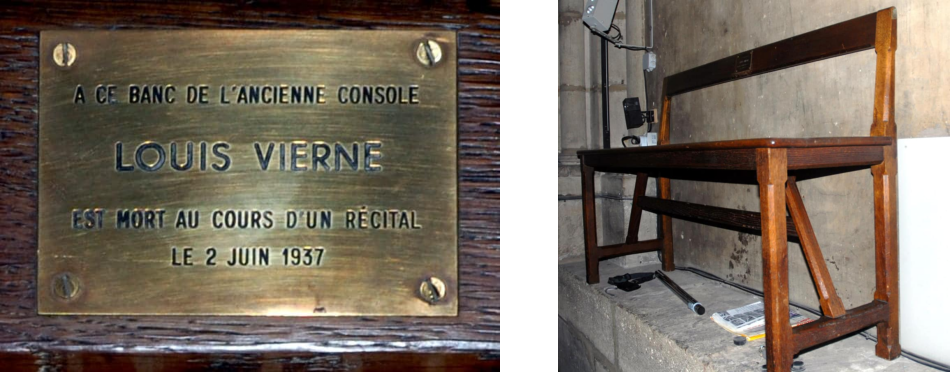 A CE BANC DE L'ANCIENNE CONSOLE
LOUIS VIERNE
EST MORT AU COURS D'UN RÉCITAL
LE 2 JUIN 1937